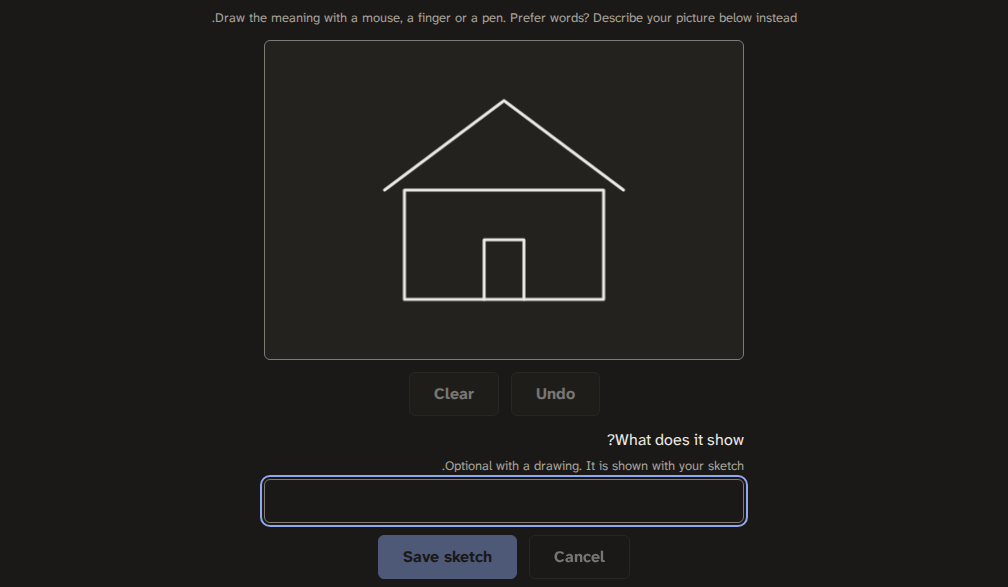 .Draw the meaning with a mouse, a finger or a pen. Prefer words? Describe your picture below instead
Clear Undo
?What does it show
.Optional with a drawing. It is shown with your sketch
Save sketch Cancel